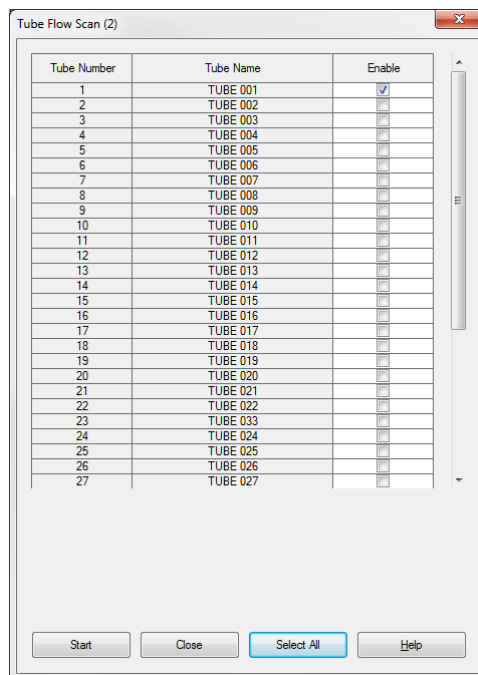 Tube Flow Scan (2)
Tube Number Tube Name Enable
1 TUBE 001
2 TUBE 002
3 TUBE 003
4 TUBE 004
5 TUBE 005
6 TUBE 006
7 TUBE 007
8 TUBE 008
9 TUBE 009
10 TUBE 010
11 TUBE 011
12 TUBE 012
13 TUBE 013
14 TUBE 014
15 TUBE 015
16 TUBE 016
17 TUBE 017
18 TUBE 018
19 TUBE 019
20 TUBE 020
21 TUBE 021
22 TUBE 022
23 TUBE 033
24 TUBE 024
25 TUBE 025
26 TUBE 026
27 TUBE 027
Start Close Select All Help